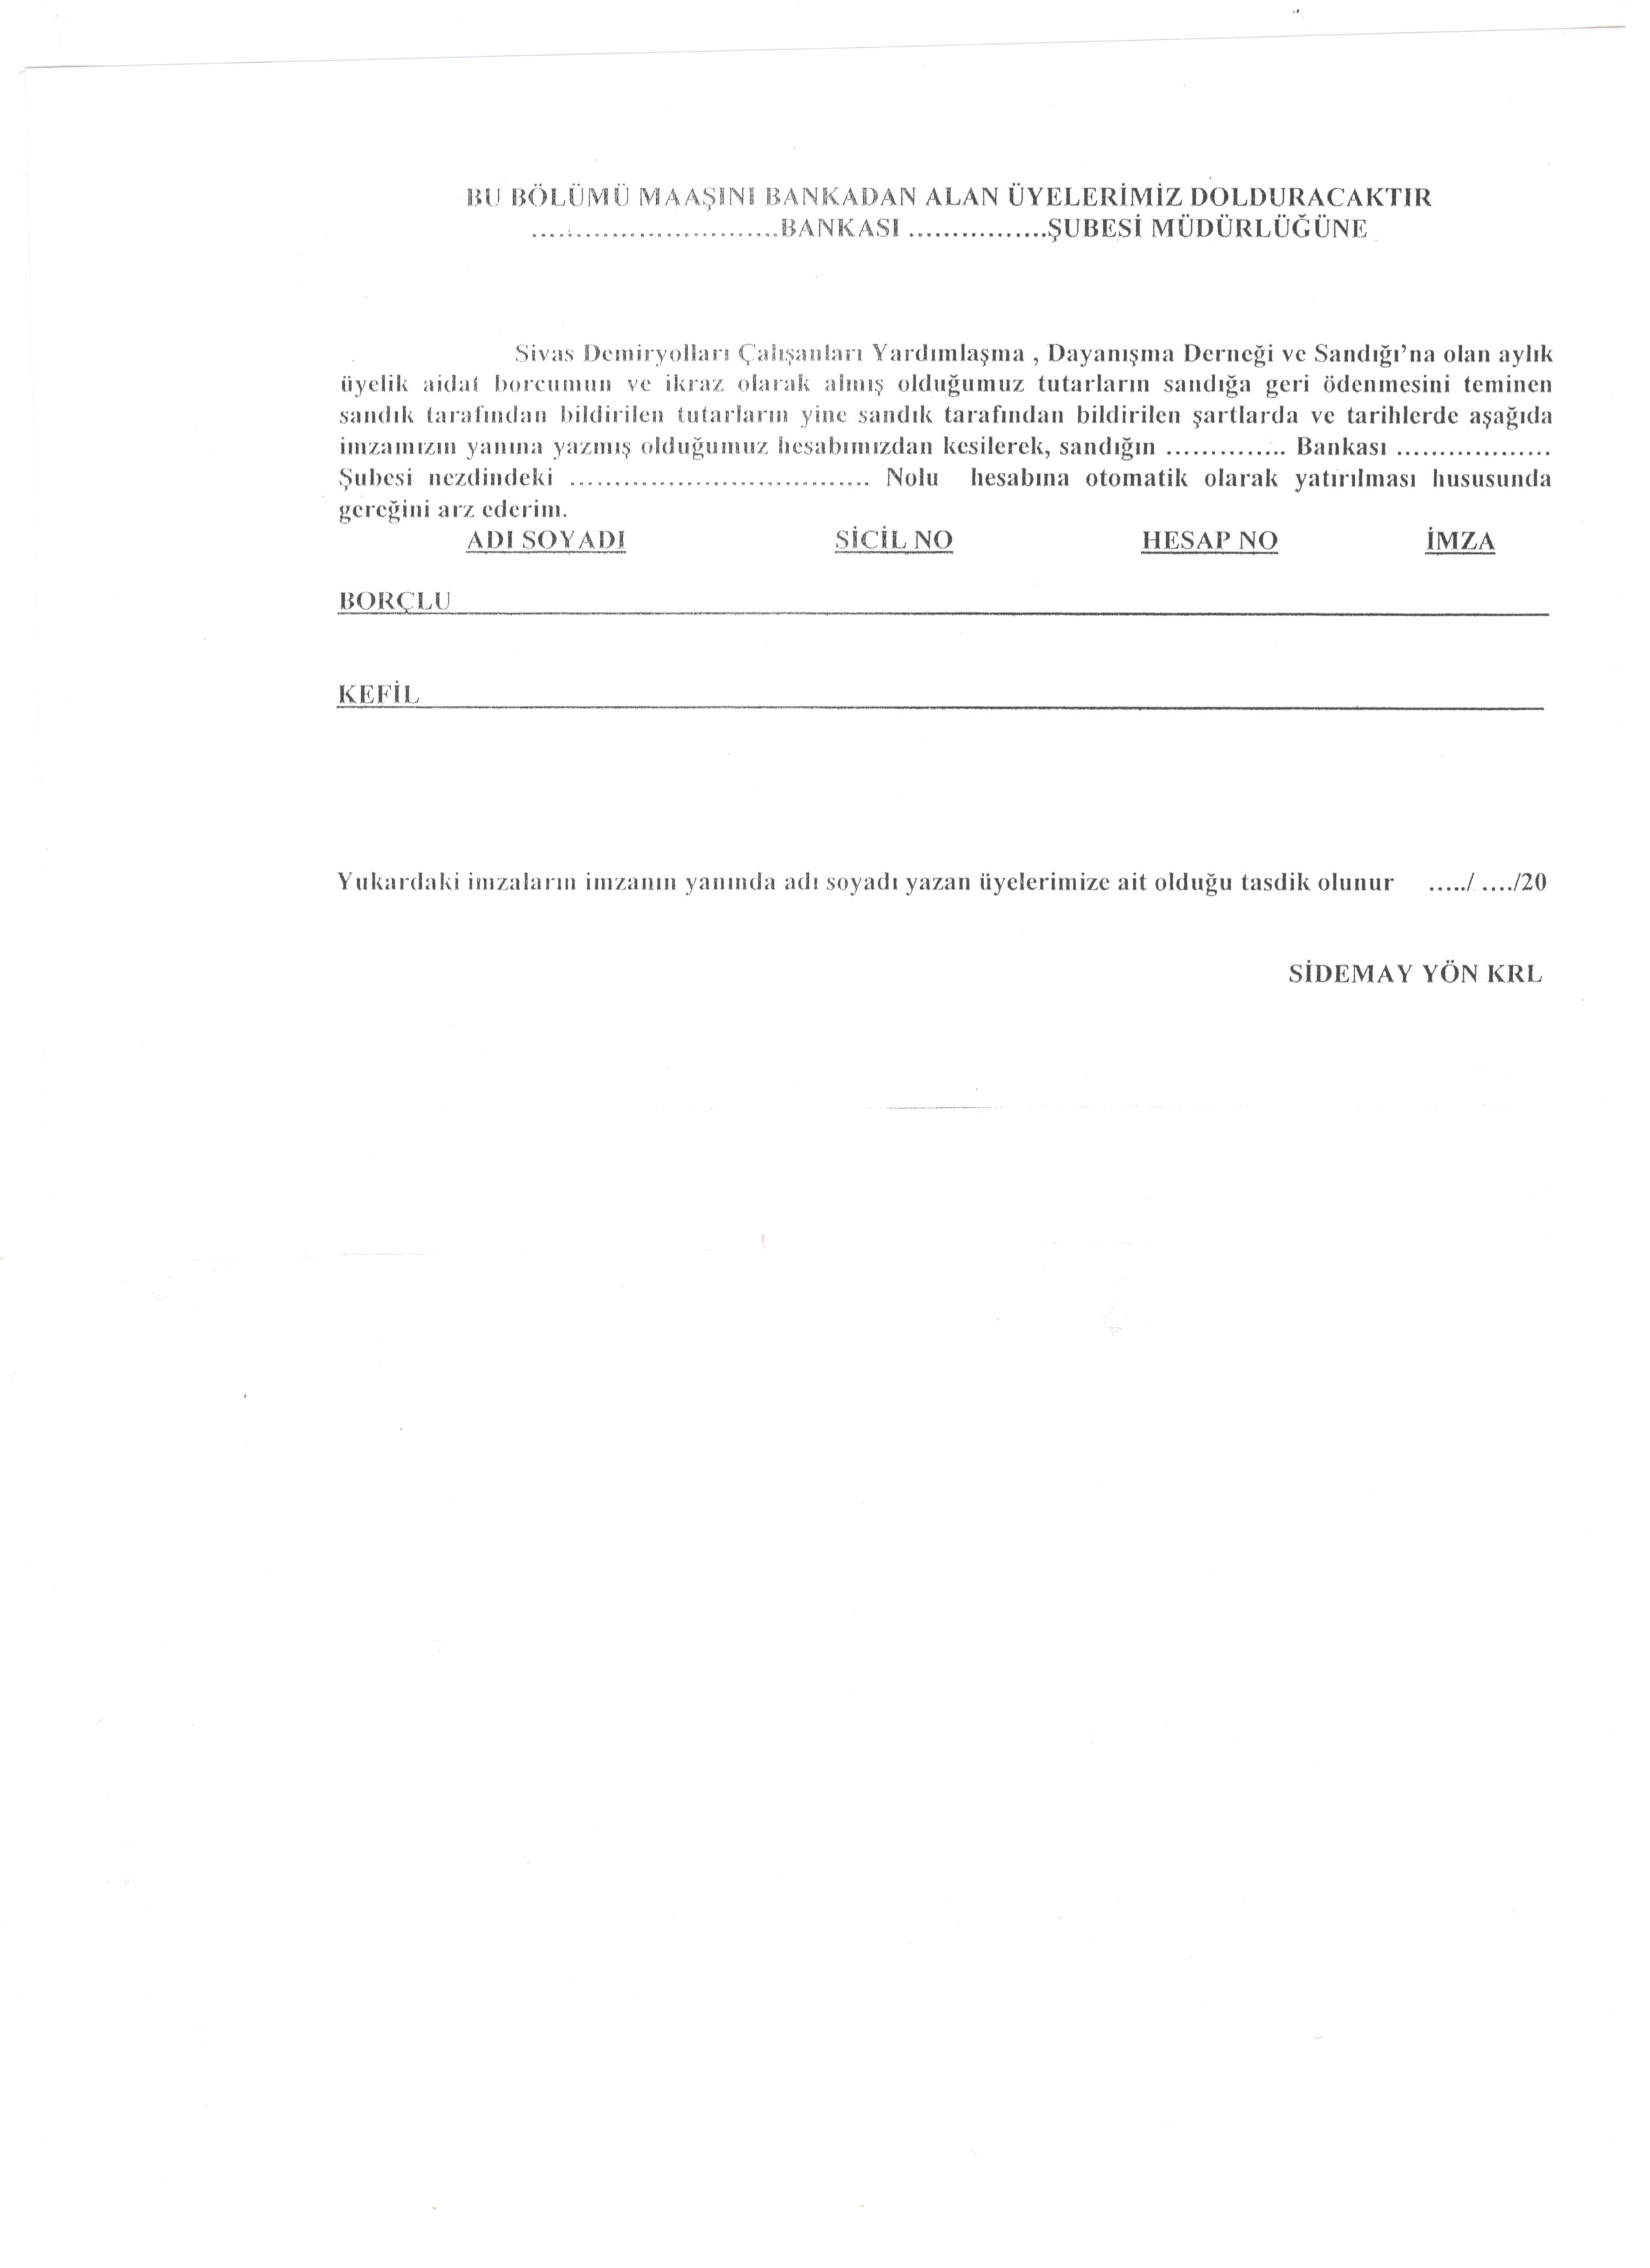 BU BÖLÜMÜ MAAŞINI BANKADAN ALAN ÜYELERİMİZ DOLDURACAKTIR
............................BANKASI ................ŞUBESİ MÜDÜRLÜĞÜNE
Sivas Demiryolları Çalışanları Yardımlaşma , Dayanışma Derneği ve Sandığı’na olan aylık
üyelik aidat borcumun ve ikraz olarak almış olduğumuz tutarların sandığa geri ödenmesini teminen
sandık tarafından bildirilen tutarların yine sandık tarafından bildirilen şartlarda ve tarihlerde aşağıda
imzamızın yanına yazmış olduğumuz hesabımızdan kesilerek, sandığın .............. Bankası ..................
Şubesi nezdindeki .................................. Nolu hesabına otomatik olarak yatırılması hususunda
gereğini arz ederim.
ADI SOYADI SİCİL NO HESAP NO İMZA
BORÇLU
KEFİL
Yukardaki imzaların imzanın yanında adı soyadı yazan üyelerimize ait olduğu tasdik olunur ...../ ..../20
SİDEMAY YÖN KRL